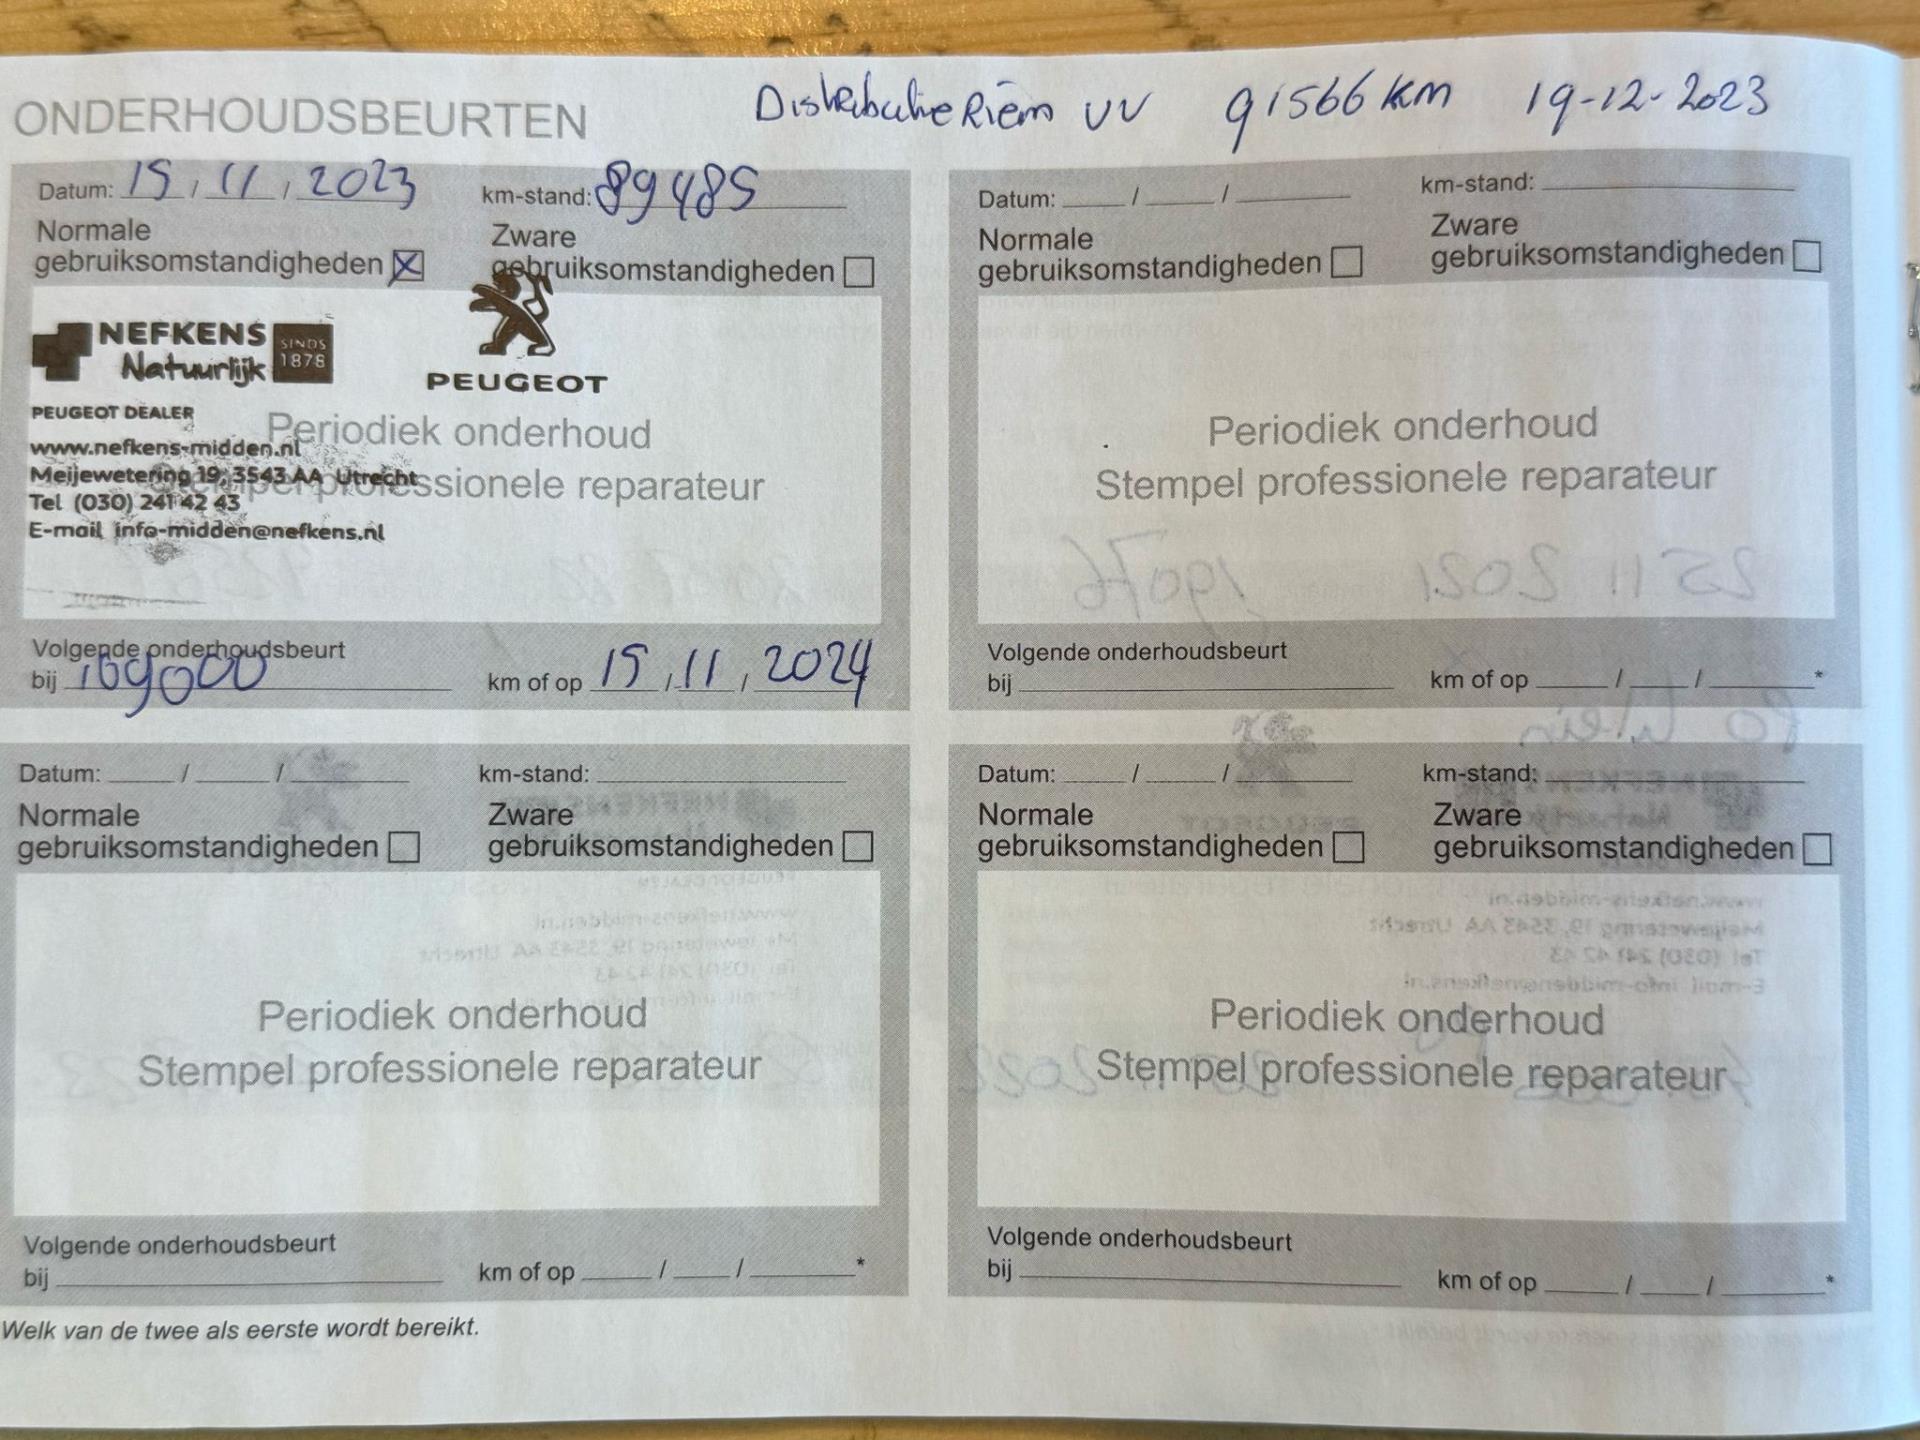 ONDERHOUDSBEURTEN
Distributie Riem VV 91566 km 19-12-2023
Datum: 15 / 11 / 2023 km-stand: 89485
Normale
gebruiksomstandigheden
Zware
gebruiksomstandigheden
NEFKENS
Natuurlijk
SINDS
1878
PEUGEOT
PEUGEOT DEALER
www.nefkens-midden.nl
Meijewetering 19, 3543 AA Utrecht
Tel (030) 241 42 43
E-mail info-midden@nefkens.nl
Periodiek onderhoud
Stempel professionele reparateur
Volgende onderhoudsbeurt
bij 109000 km of op 15 / 11 / 2024
Datum: / / km-stand:
Normale
gebruiksomstandigheden
Zware
gebruiksomstandigheden
Periodiek onderhoud
Stempel professionele reparateur
Volgende onderhoudsbeurt
bij km of op / / *
Datum: / / km-stand:
Normale
gebruiksomstandigheden
Zware
gebruiksomstandigheden
Periodiek onderhoud
Stempel professionele reparateur
Volgende onderhoudsbeurt
bij km of op / / *
Datum: / / km-stand:
Normale
gebruiksomstandigheden
Zware
gebruiksomstandigheden
Periodiek onderhoud
Stempel professionele reparateur
Volgende onderhoudsbeurt
bij km of op / / *
Welk van de twee als eerste wordt bereikt.